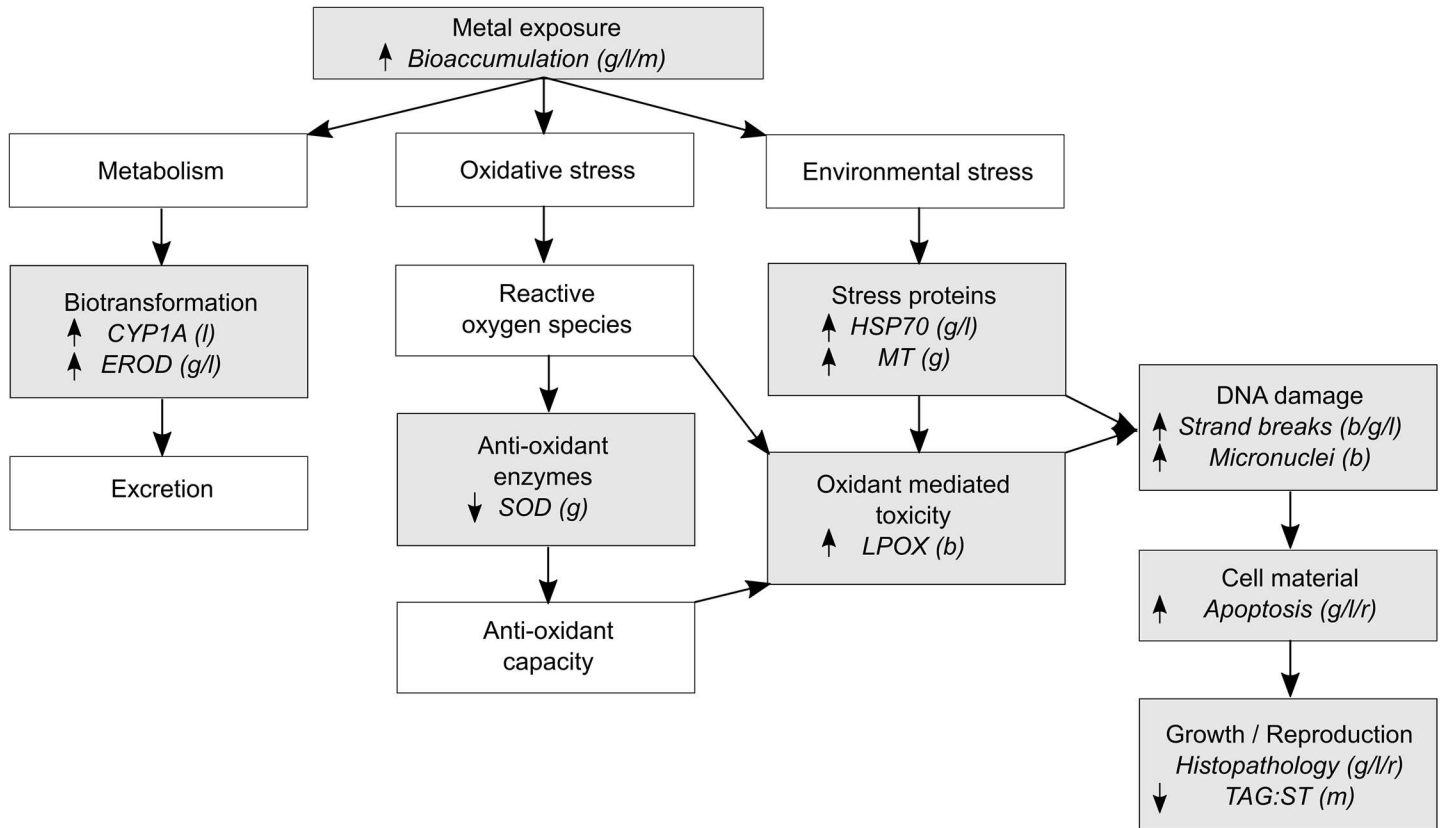 Metal exposure
Bioaccumulation (g/l/m)
Metabolism
Oxidative stress
Environmental stress
Biotransformation
CYP1A (l)
EROD (g/l)
Reactive
oxygen species
Stress proteins
HSP70 (g/l)
MT (g)
DNA damage
Strand breaks (b/g/l)
Micronuclei (b)
Excretion
Anti-oxidant
enzymes
SOD (g)
Oxidant mediated
toxicity
LPOX (b)
Cell material
Apoptosis (g/l/r)
Anti-oxidant
capacity
Growth / Reproduction
Histopathology (g/l/r)
TAG:ST (m)